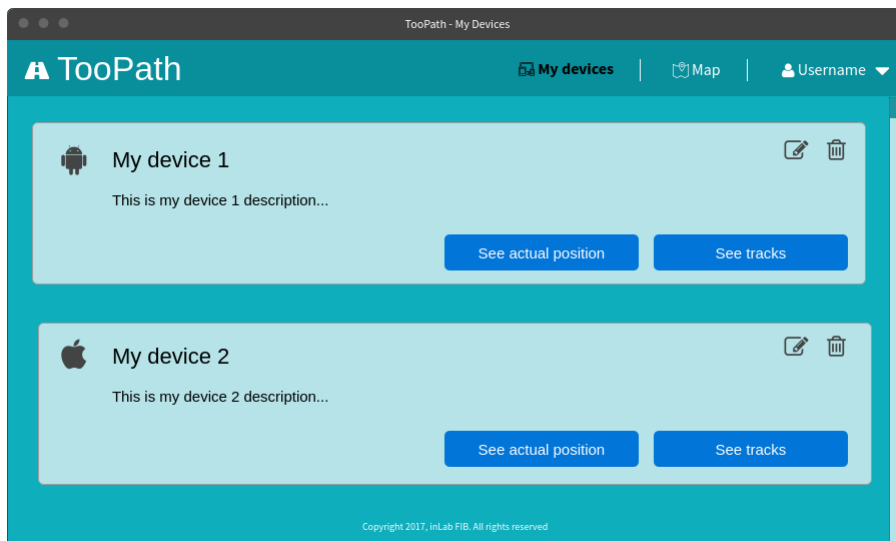 TooPath - My Devices
TooPath My devices Map Username
My device 1
This is my device 1 description...
See actual position See tracks
My device 2
This is my device 2 description...
See actual position See tracks
Copyright 2017, inLab FIB. All rights reserved